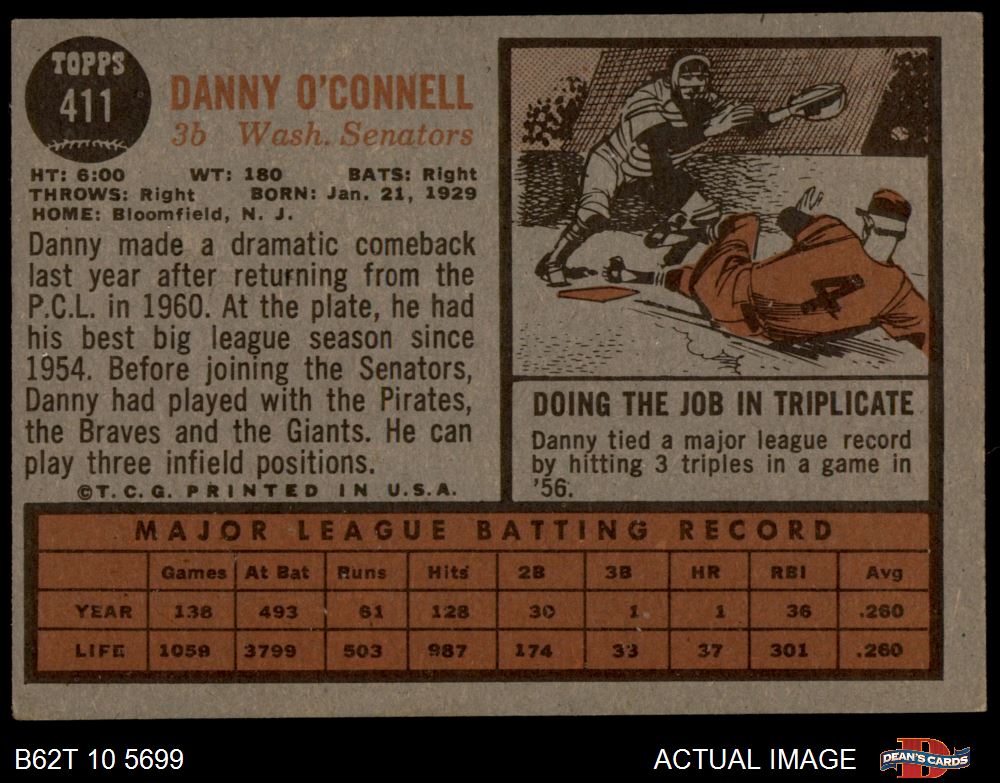 TOPPS
411
DANNY O'CONNELL
3b Wash. Senators
HT: 6:00 WT: 180 BATS: Right
THROWS: Right BORN: Jan. 21, 1929
HOME: Bloomfield, N. J.
Danny made a dramatic comeback
last year after returning from the
P.C.L. in 1960. At the plate, he had
his best big league season since
1954. Before joining the Senators,
Danny had played with the Pirates,
the Braves and the Giants. He can
play three infield positions.
©T. C. G. PRINTED IN U.S.A.
4
DOING THE JOB IN TRIPLICATE
Danny tied a major league record
by hitting 3 triples in a game in
'56.
MAJOR LEAGUE BATTING RECORD
Games At Bat Runs Hits 2B 3B HR RBI Avg
YEAR 138 493 61 128 30 1 1 36 .260
LIFE 1059 3799 503 987 174 33 37 301 .260
B62T 10 5699 ACTUAL IMAGE DEAN'S CARDS